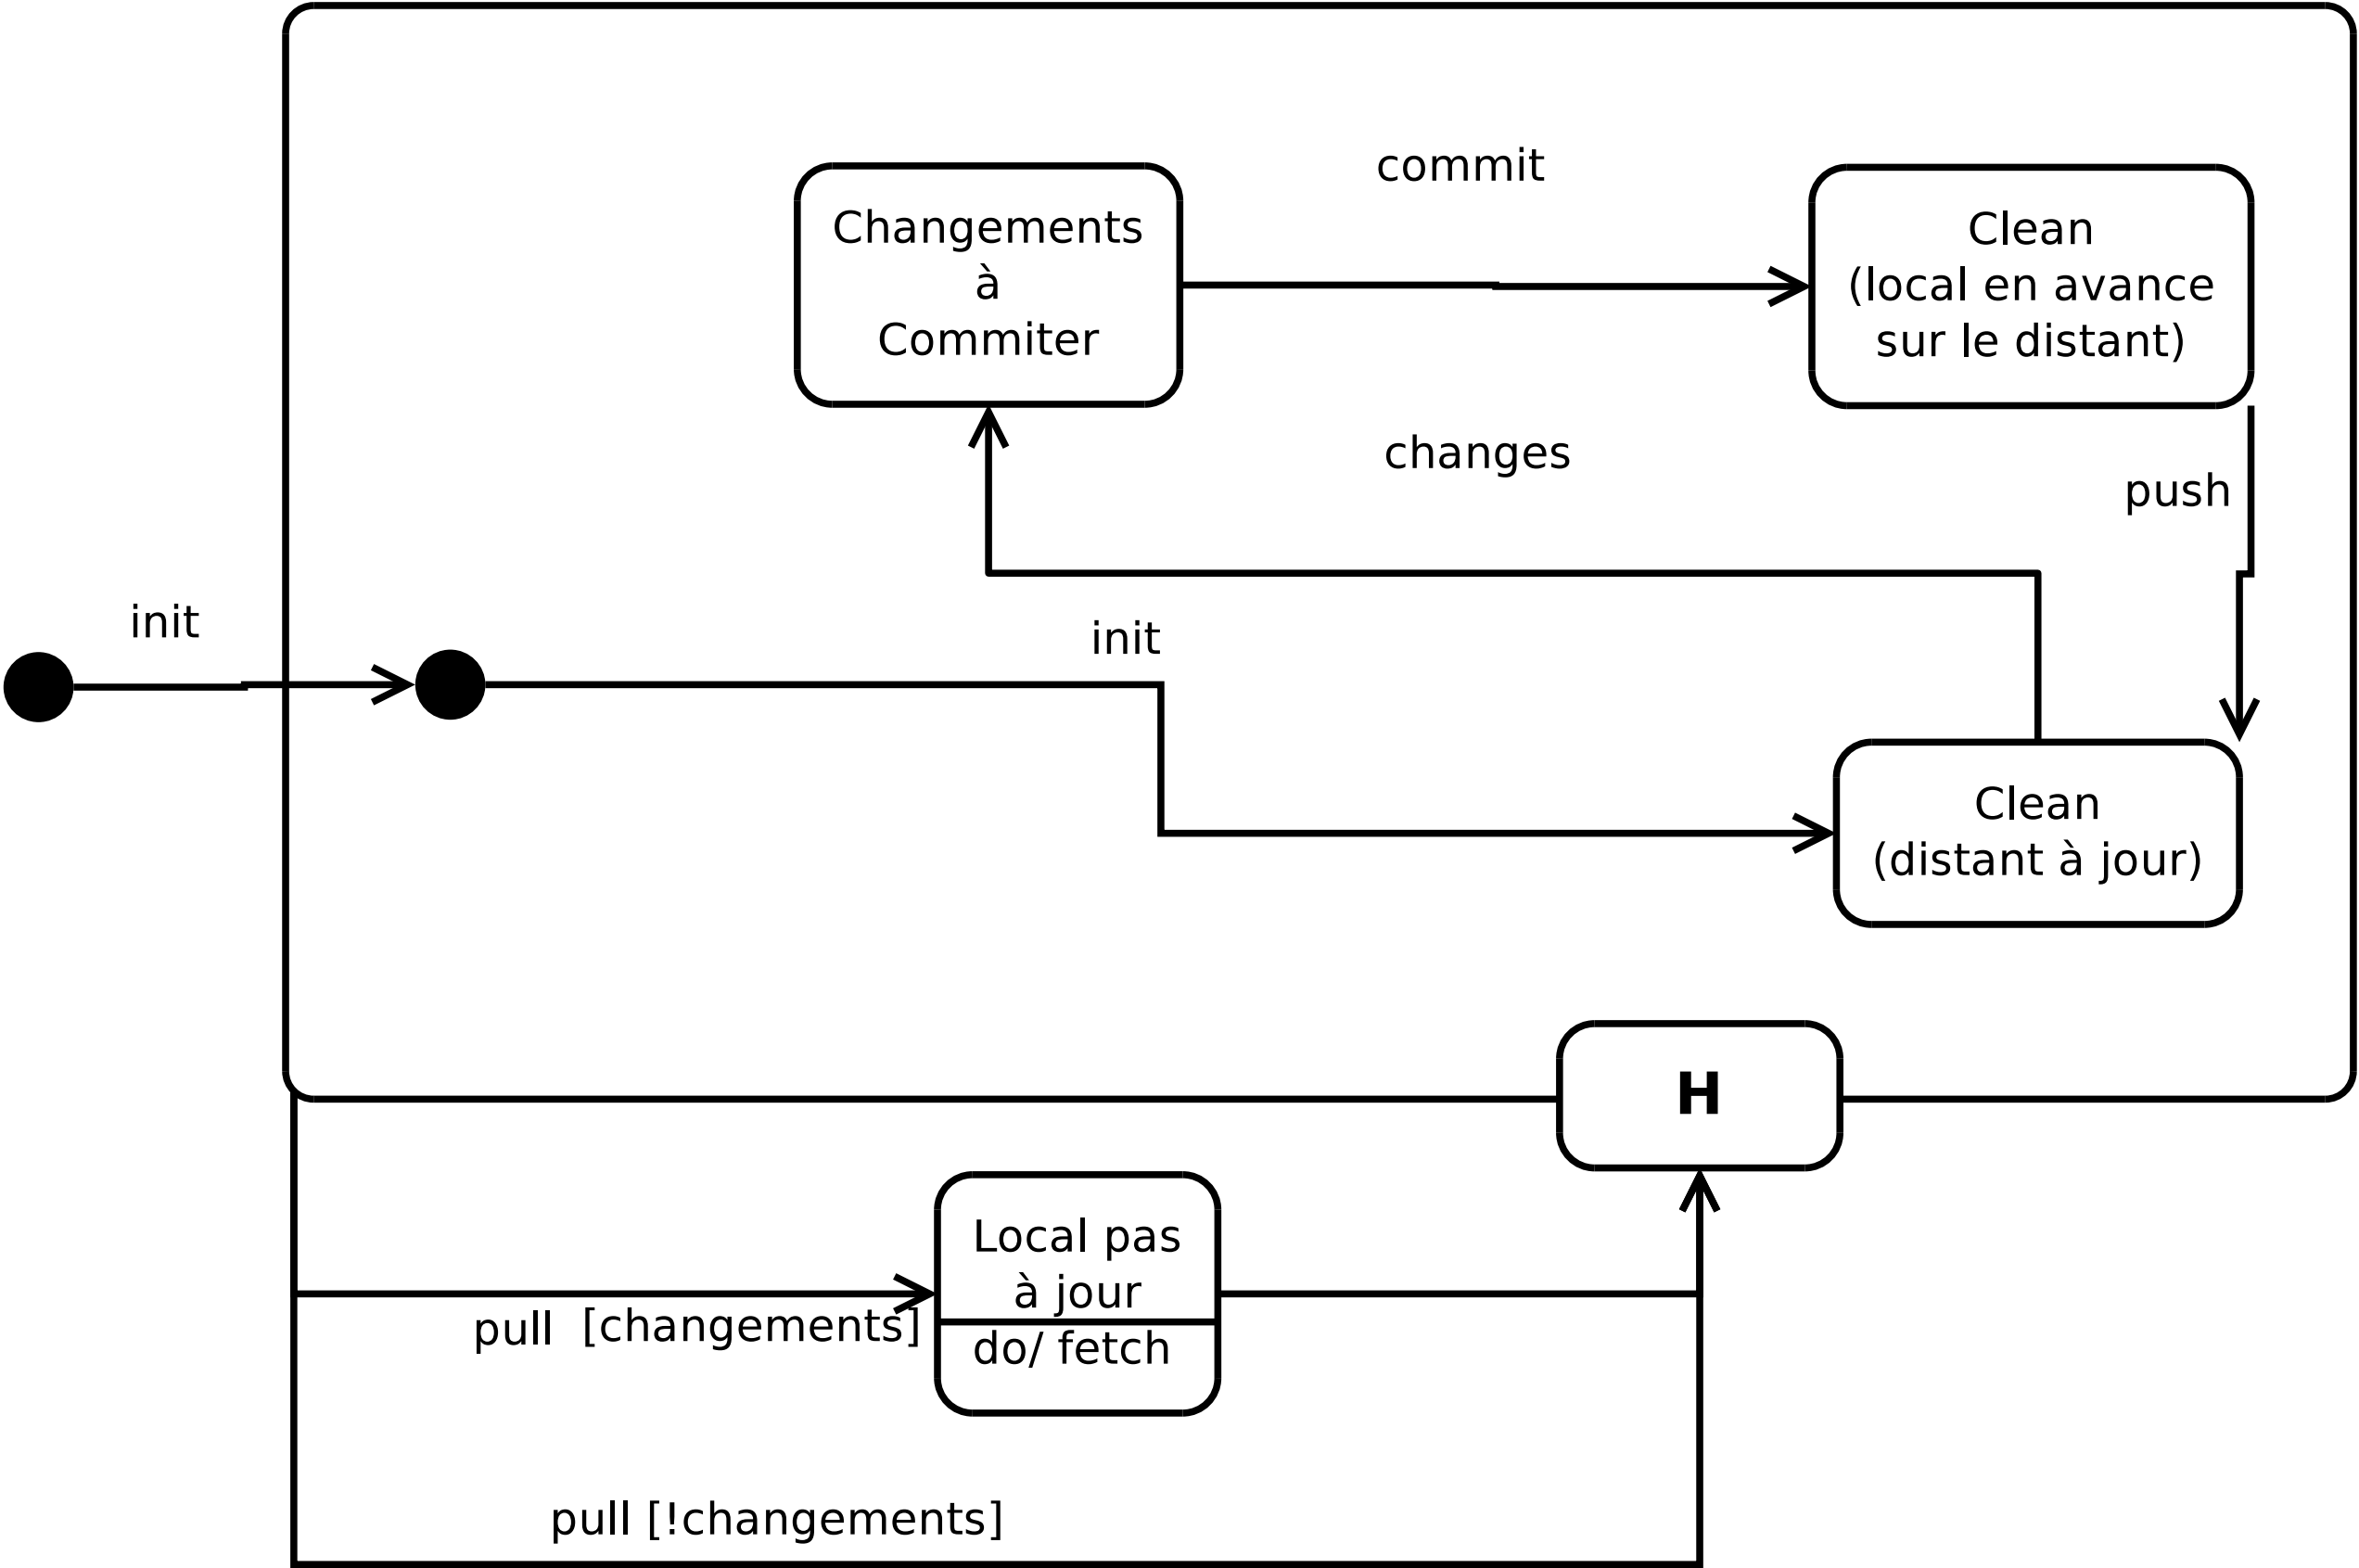 commit
Changements
à
Commiter
Clean
(local en avance
sur le distant)
changes
push
init
init
Clean
(distant à jour)
H
Local pas
à jour
do/ fetch
pull [changements]
pull [!changements]